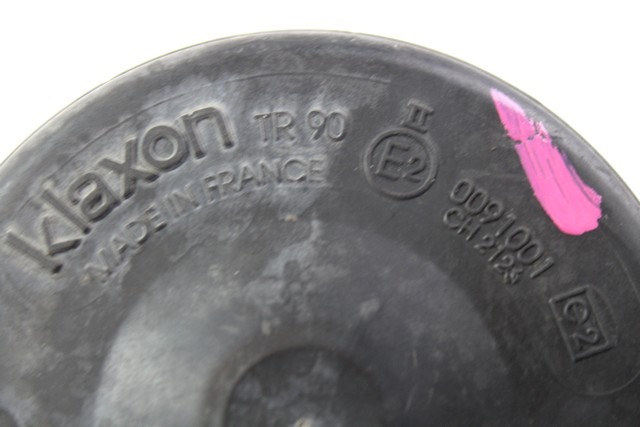 klaxon TR 90
MADE IN FRANCE
II
E2
0091001
CH 2123
e2